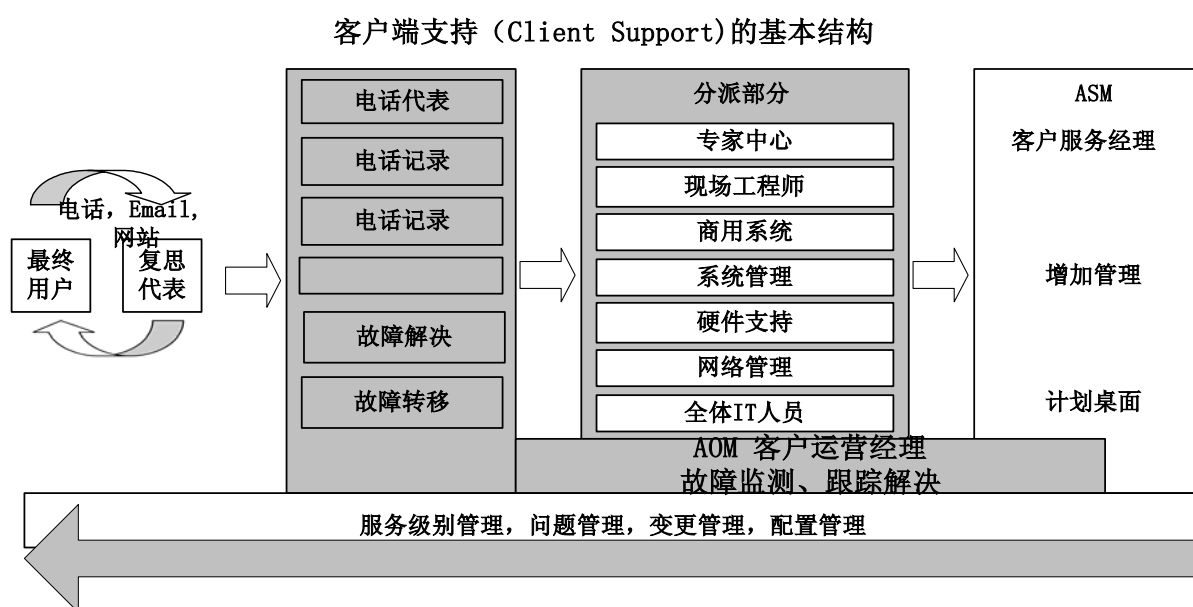 客户端支持（Client Support)的基本结构
电话，Email,
网站
最终
用户
复思
代表
电话代表
电话记录
电话记录
故障解决
故障转移
分派部分
专家中心
现场工程师
商用系统
系统管理
硬件支持
网络管理
全体IT人员
ASM
客户服务经理
增加管理
计划桌面
AOM 客户运营经理
故障监测、跟踪解决
服务级别管理，问题管理，变更管理，配置管理